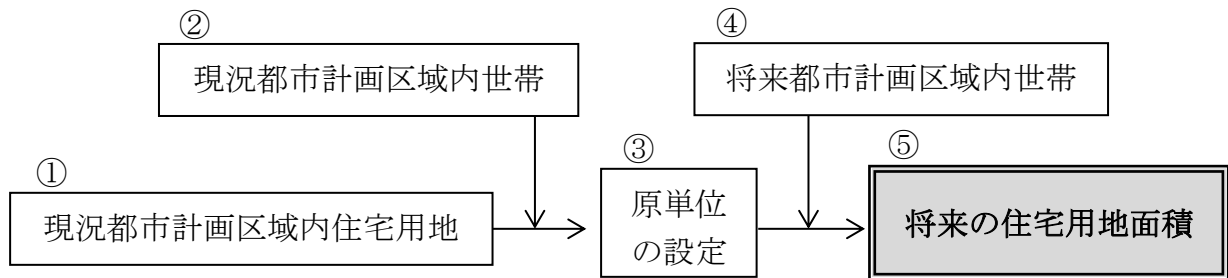 ②
現況都市計画区域内世帯
④
将来都市計画区域内世帯
①
現況都市計画区域内住宅用地
③
原単位
の設定
⑤
将来の住宅用地面積